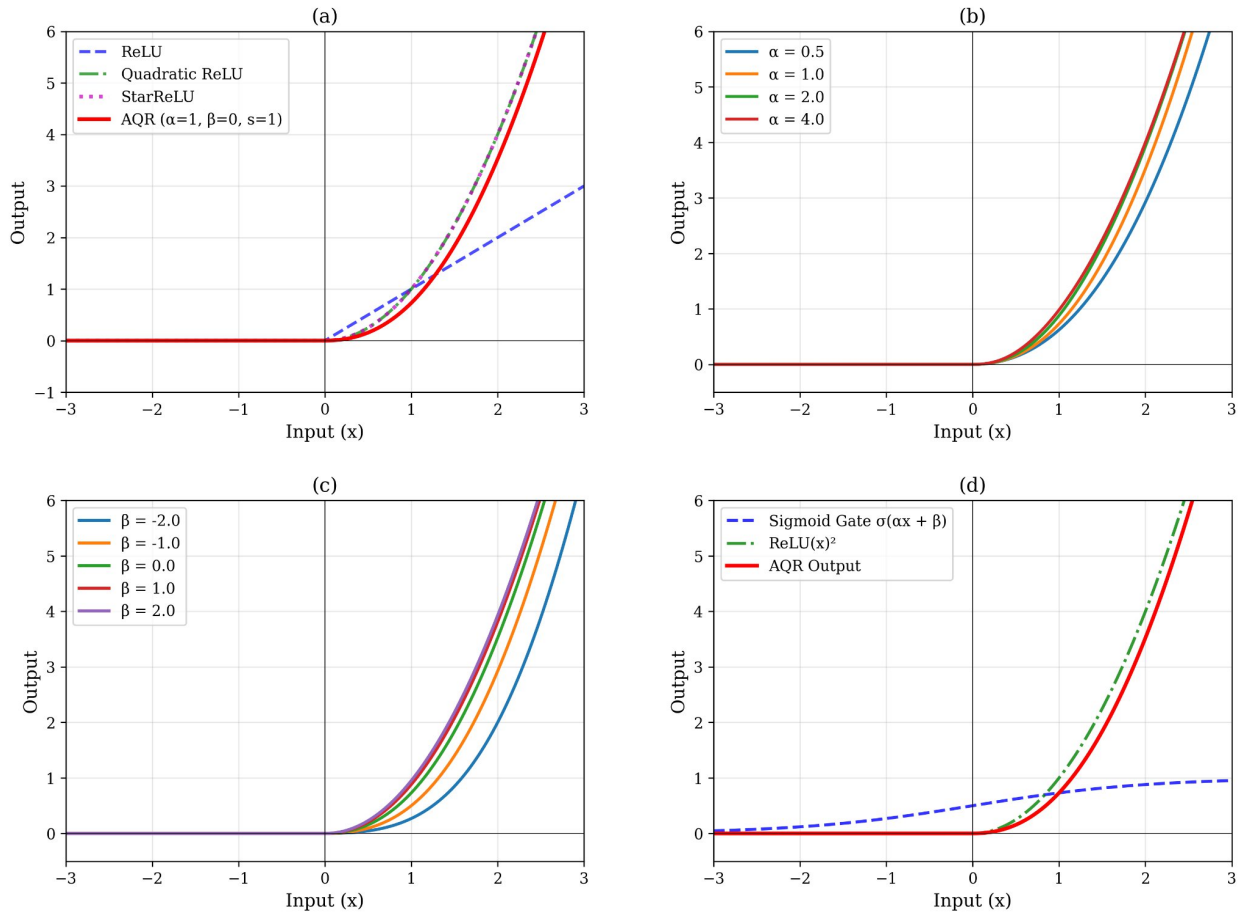 (a)
6
5
4
3
2
1
0
−1
Output
ReLU
Quadratic ReLU
StarReLU
AQR (α=1, β=0, s=1)
−3 −2 −1 0 1 2 3
Input (x)
(b)
6
5
4
3
2
1
0
Output
α = 0.5
α = 1.0
α = 2.0
α = 4.0
−3 −2 −1 0 1 2 3
Input (x)
(c)
6
5
4
3
2
1
0
Output
β = -2.0
β = -1.0
β = 0.0
β = 1.0
β = 2.0
−3 −2 −1 0 1 2 3
Input (x)
(d)
6
5
4
3
2
1
0
Output
Sigmoid Gate σ(αx + β)
ReLU(x)²
AQR Output
−3 −2 −1 0 1 2 3
Input (x)